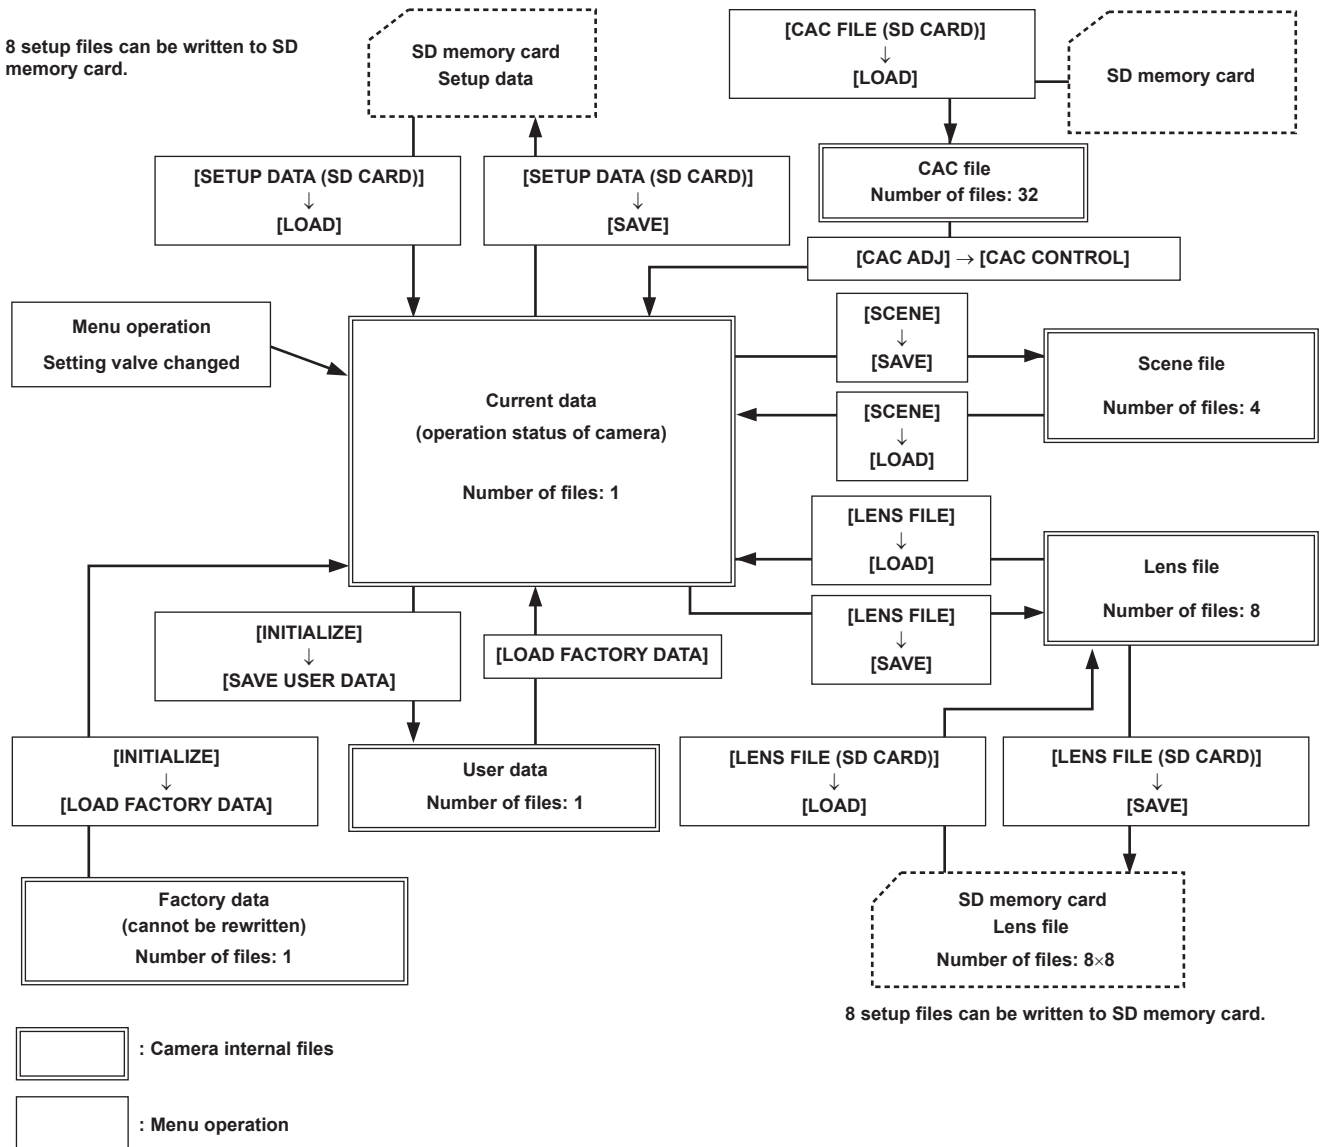 8 setup files can be written to SD
memory card.
SD memory card
Setup data
[CAC FILE (SD CARD)]
↓
[LOAD]
SD memory card
[SETUP DATA (SD CARD)]
↓
[LOAD]
[SETUP DATA (SD CARD)]
↓
[SAVE]
CAC file
Number of files: 32
[CAC ADJ] → [CAC CONTROL]
Menu operation
Setting valve changed
Current data
(operation status of camera)
Number of files: 1
[SCENE]
↓
[SAVE]
[SCENE]
↓
[LOAD]
Scene file
Number of files: 4
[LENS FILE]
↓
[LOAD]
[LENS FILE]
↓
[SAVE]
Lens file
Number of files: 8
[INITIALIZE]
↓
[SAVE USER DATA]
[LOAD FACTORY DATA]
[INITIALIZE]
↓
[LOAD FACTORY DATA]
User data
Number of files: 1
[LENS FILE (SD CARD)]
↓
[LOAD]
[LENS FILE (SD CARD)]
↓
[SAVE]
Factory data
(cannot be rewritten)
Number of files: 1
SD memory card
Lens file
Number of files: 8×8
8 setup files can be written to SD memory card.
: Camera internal files
: Menu operation